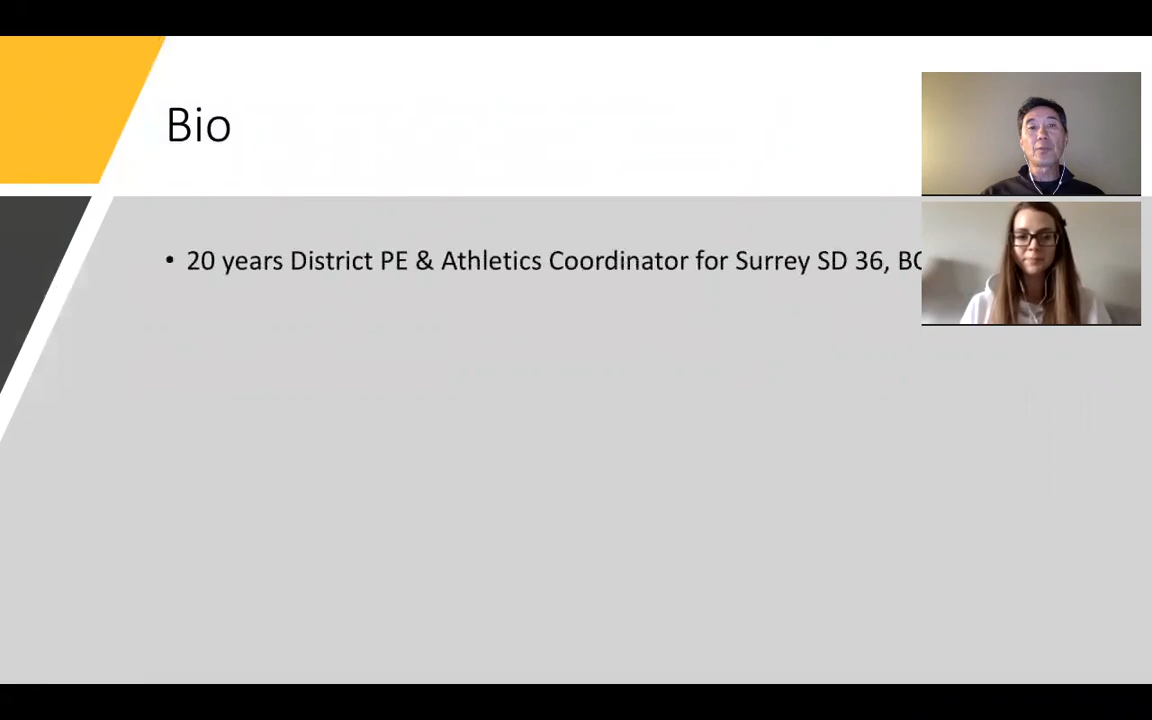 Bio
• 20 years District PE & Athletics Coordinator for Surrey SD 36, BC